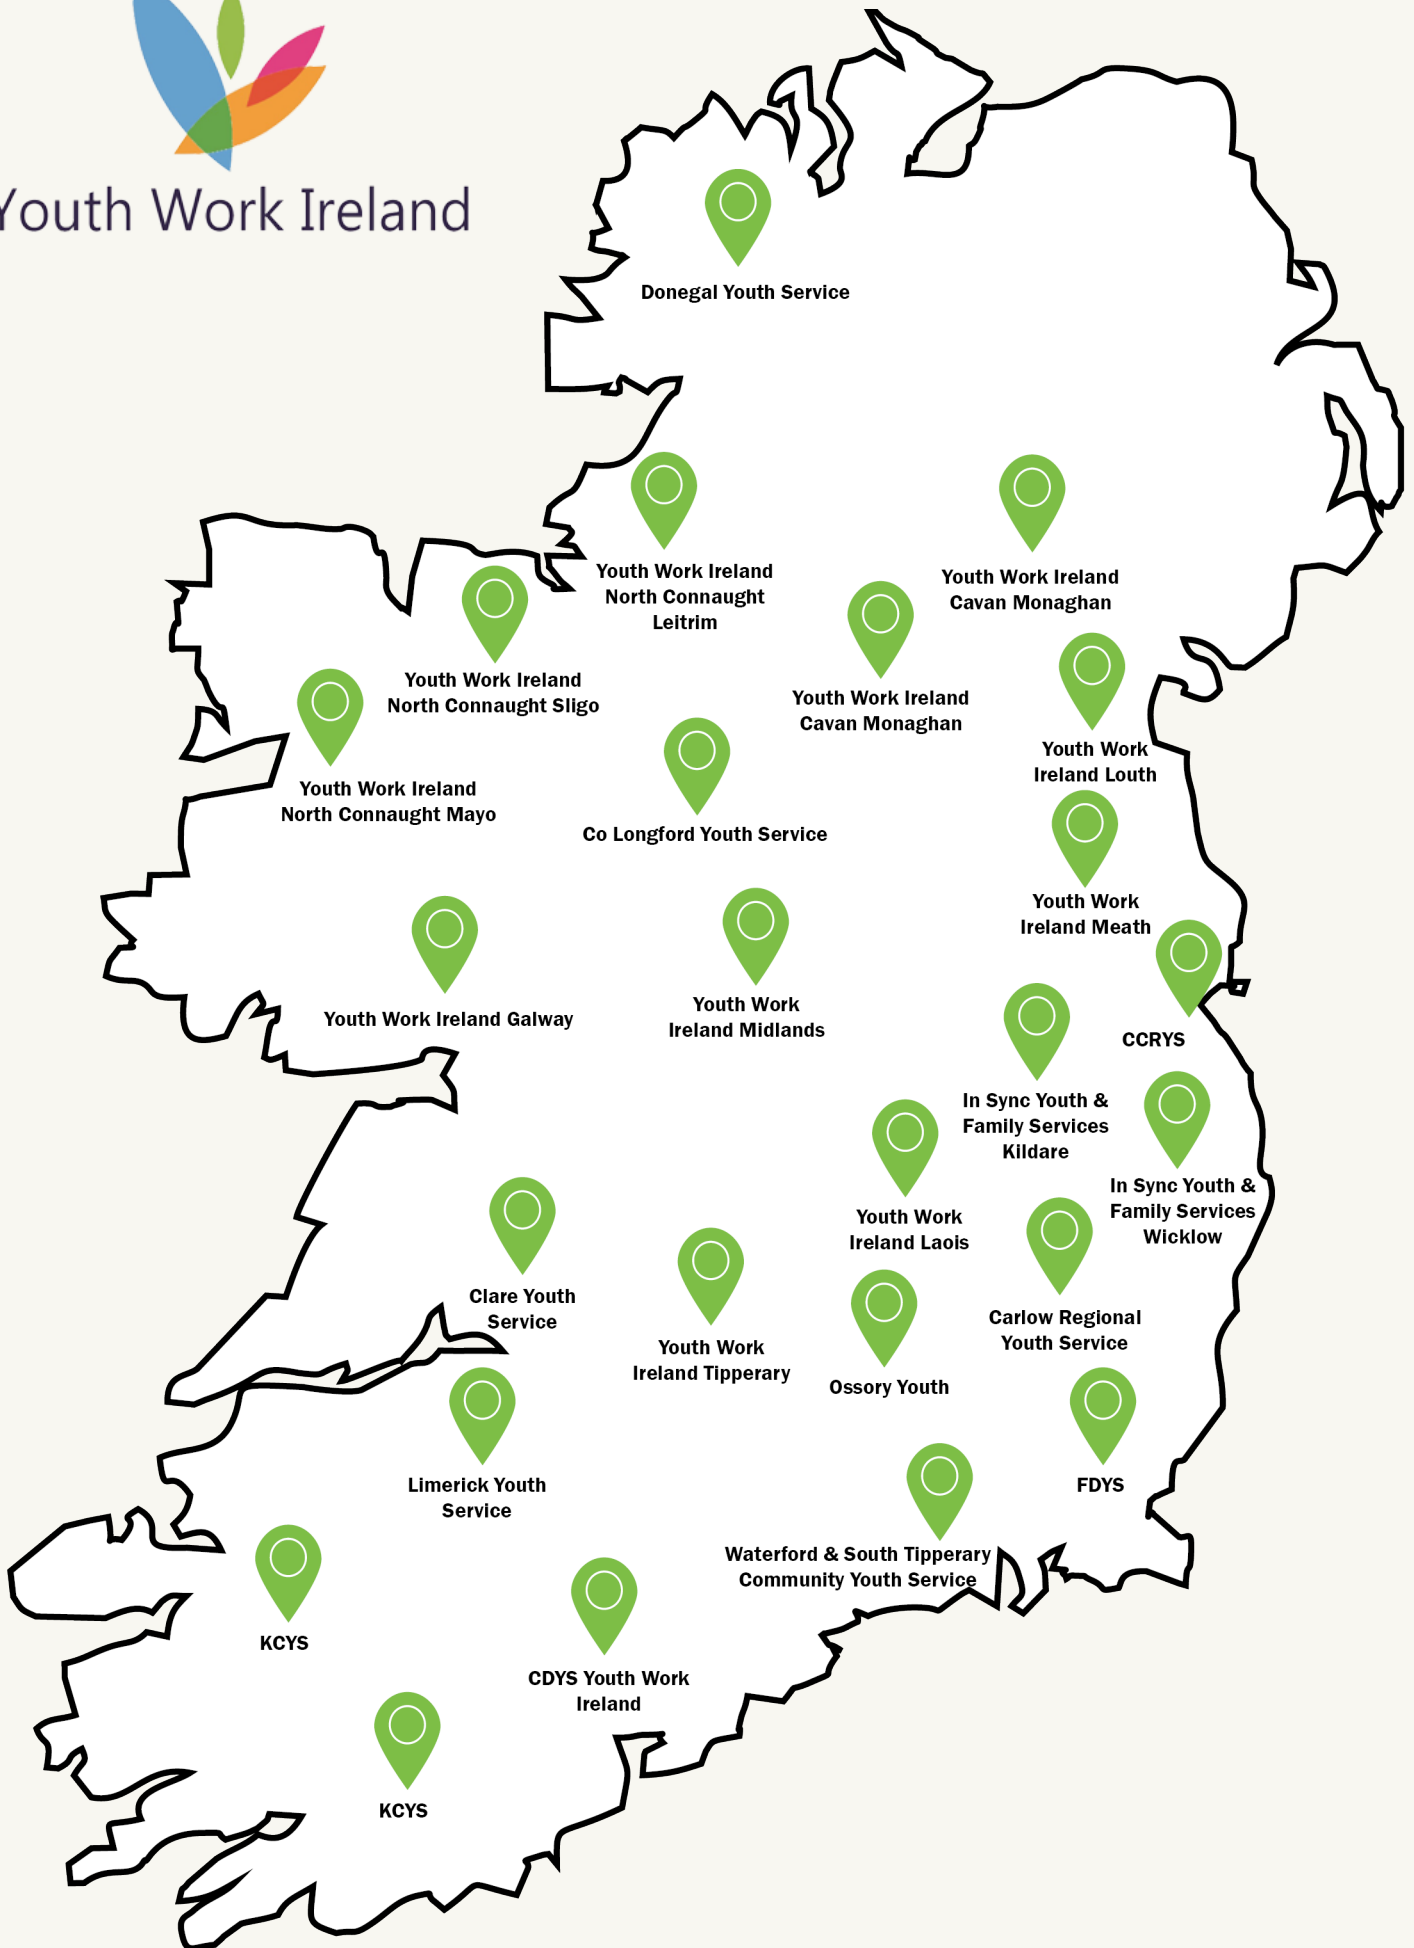 Youth Work Ireland
Donegal Youth Service
Youth Work Ireland
North Connaught
Leitrim
Youth Work Ireland
Cavan Monaghan
Youth Work Ireland
North Connaught Sligo
Youth Work Ireland
Cavan Monaghan
Youth Work
Ireland Louth
Youth Work Ireland
North Connaught Mayo
Co Longford Youth Service
Youth Work
Ireland Meath
Youth Work Ireland Galway
Youth Work
Ireland Midlands
CCRYS
In Sync Youth &
Family Services
Kildare
In Sync Youth &
Family Services
Wicklow
Youth Work
Ireland Laois
Clare Youth
Service
Youth Work
Ireland Tipperary
Carlow Regional
Youth Service
Ossory Youth
Limerick Youth
Service
FDYS
Waterford & South Tipperary
Community Youth Service
KCYS
CDYS Youth Work
Ireland
KCYS